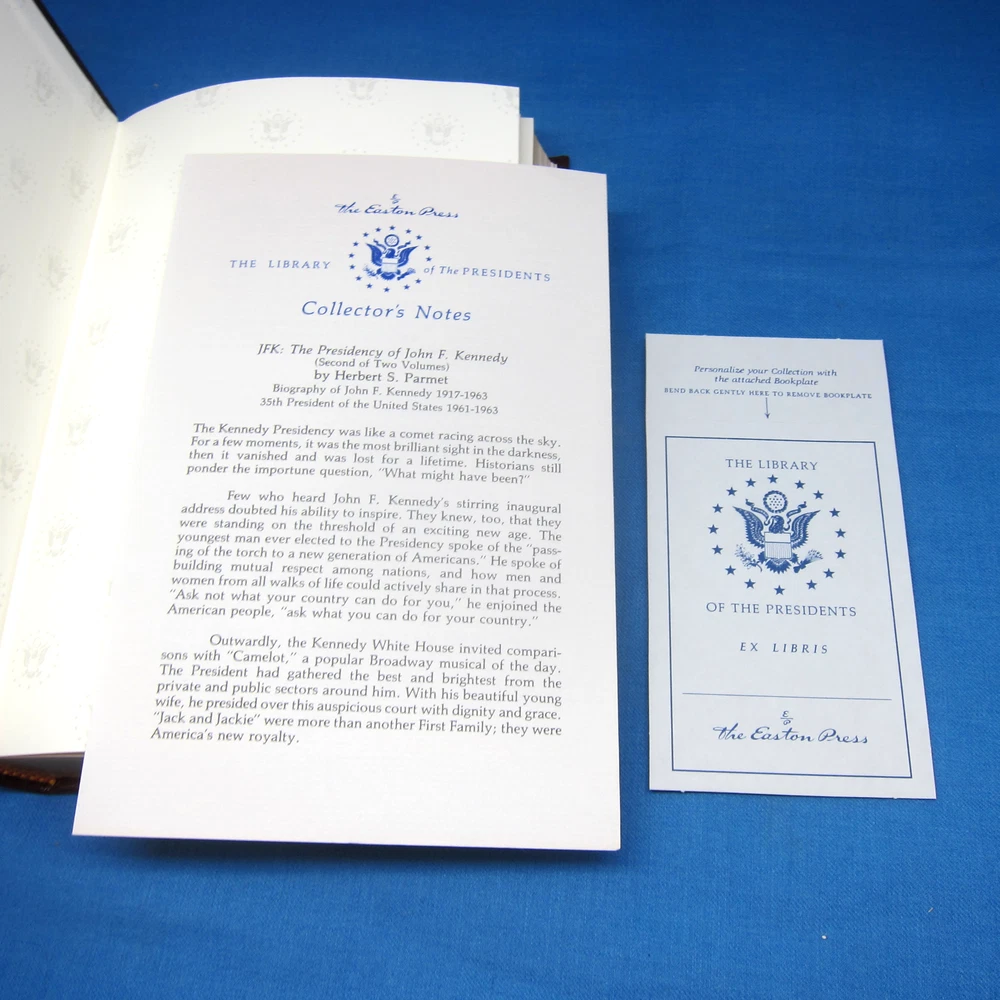 The Easton Press
THE LIBRARY of The PRESIDENTS
Collector's Notes
JFK: The Presidency of John F. Kennedy
(Second of Two Volumes)
by Herbert S. Parmet
Biography of John F. Kennedy 1917-1963
35th President of the United States 1961-1963
The Kennedy Presidency was like a comet racing across the sky.
For a few moments, it was the most brilliant sight in the darkness,
then it vanished and was lost for a lifetime. Historians still
ponder the importune question, "What might have been?"
Few who heard John F. Kennedy's stirring inaugural
address doubted his ability to inspire. They knew, too, that they
were standing on the threshold of an exciting new age. The
youngest man ever elected to the Presidency spoke of the "pass-
ing of the torch to a new generation of Americans." He spoke of
building mutual respect among nations, and how men and
women from all walks of life could actively share in that process.
"Ask not what your country can do for you," he enjoined the
American people, "ask what you can do for your country."
Outwardly, the Kennedy White House invited compari-
sons with "Camelot," a popular Broadway musical of the day.
The President had gathered the best and brightest from the
private and public sectors around him. With his beautiful young
wife, he presided over this auspicious court with dignity and grace.
"Jack and Jackie" were more than another First Family; they were
America's new royalty.
Personalize your Collection with
the attached Bookplate
BEND BACK GENTLY HERE TO REMOVE BOOKPLATE
THE LIBRARY
OF THE PRESIDENTS
EX LIBRIS
E
P
The Easton Press